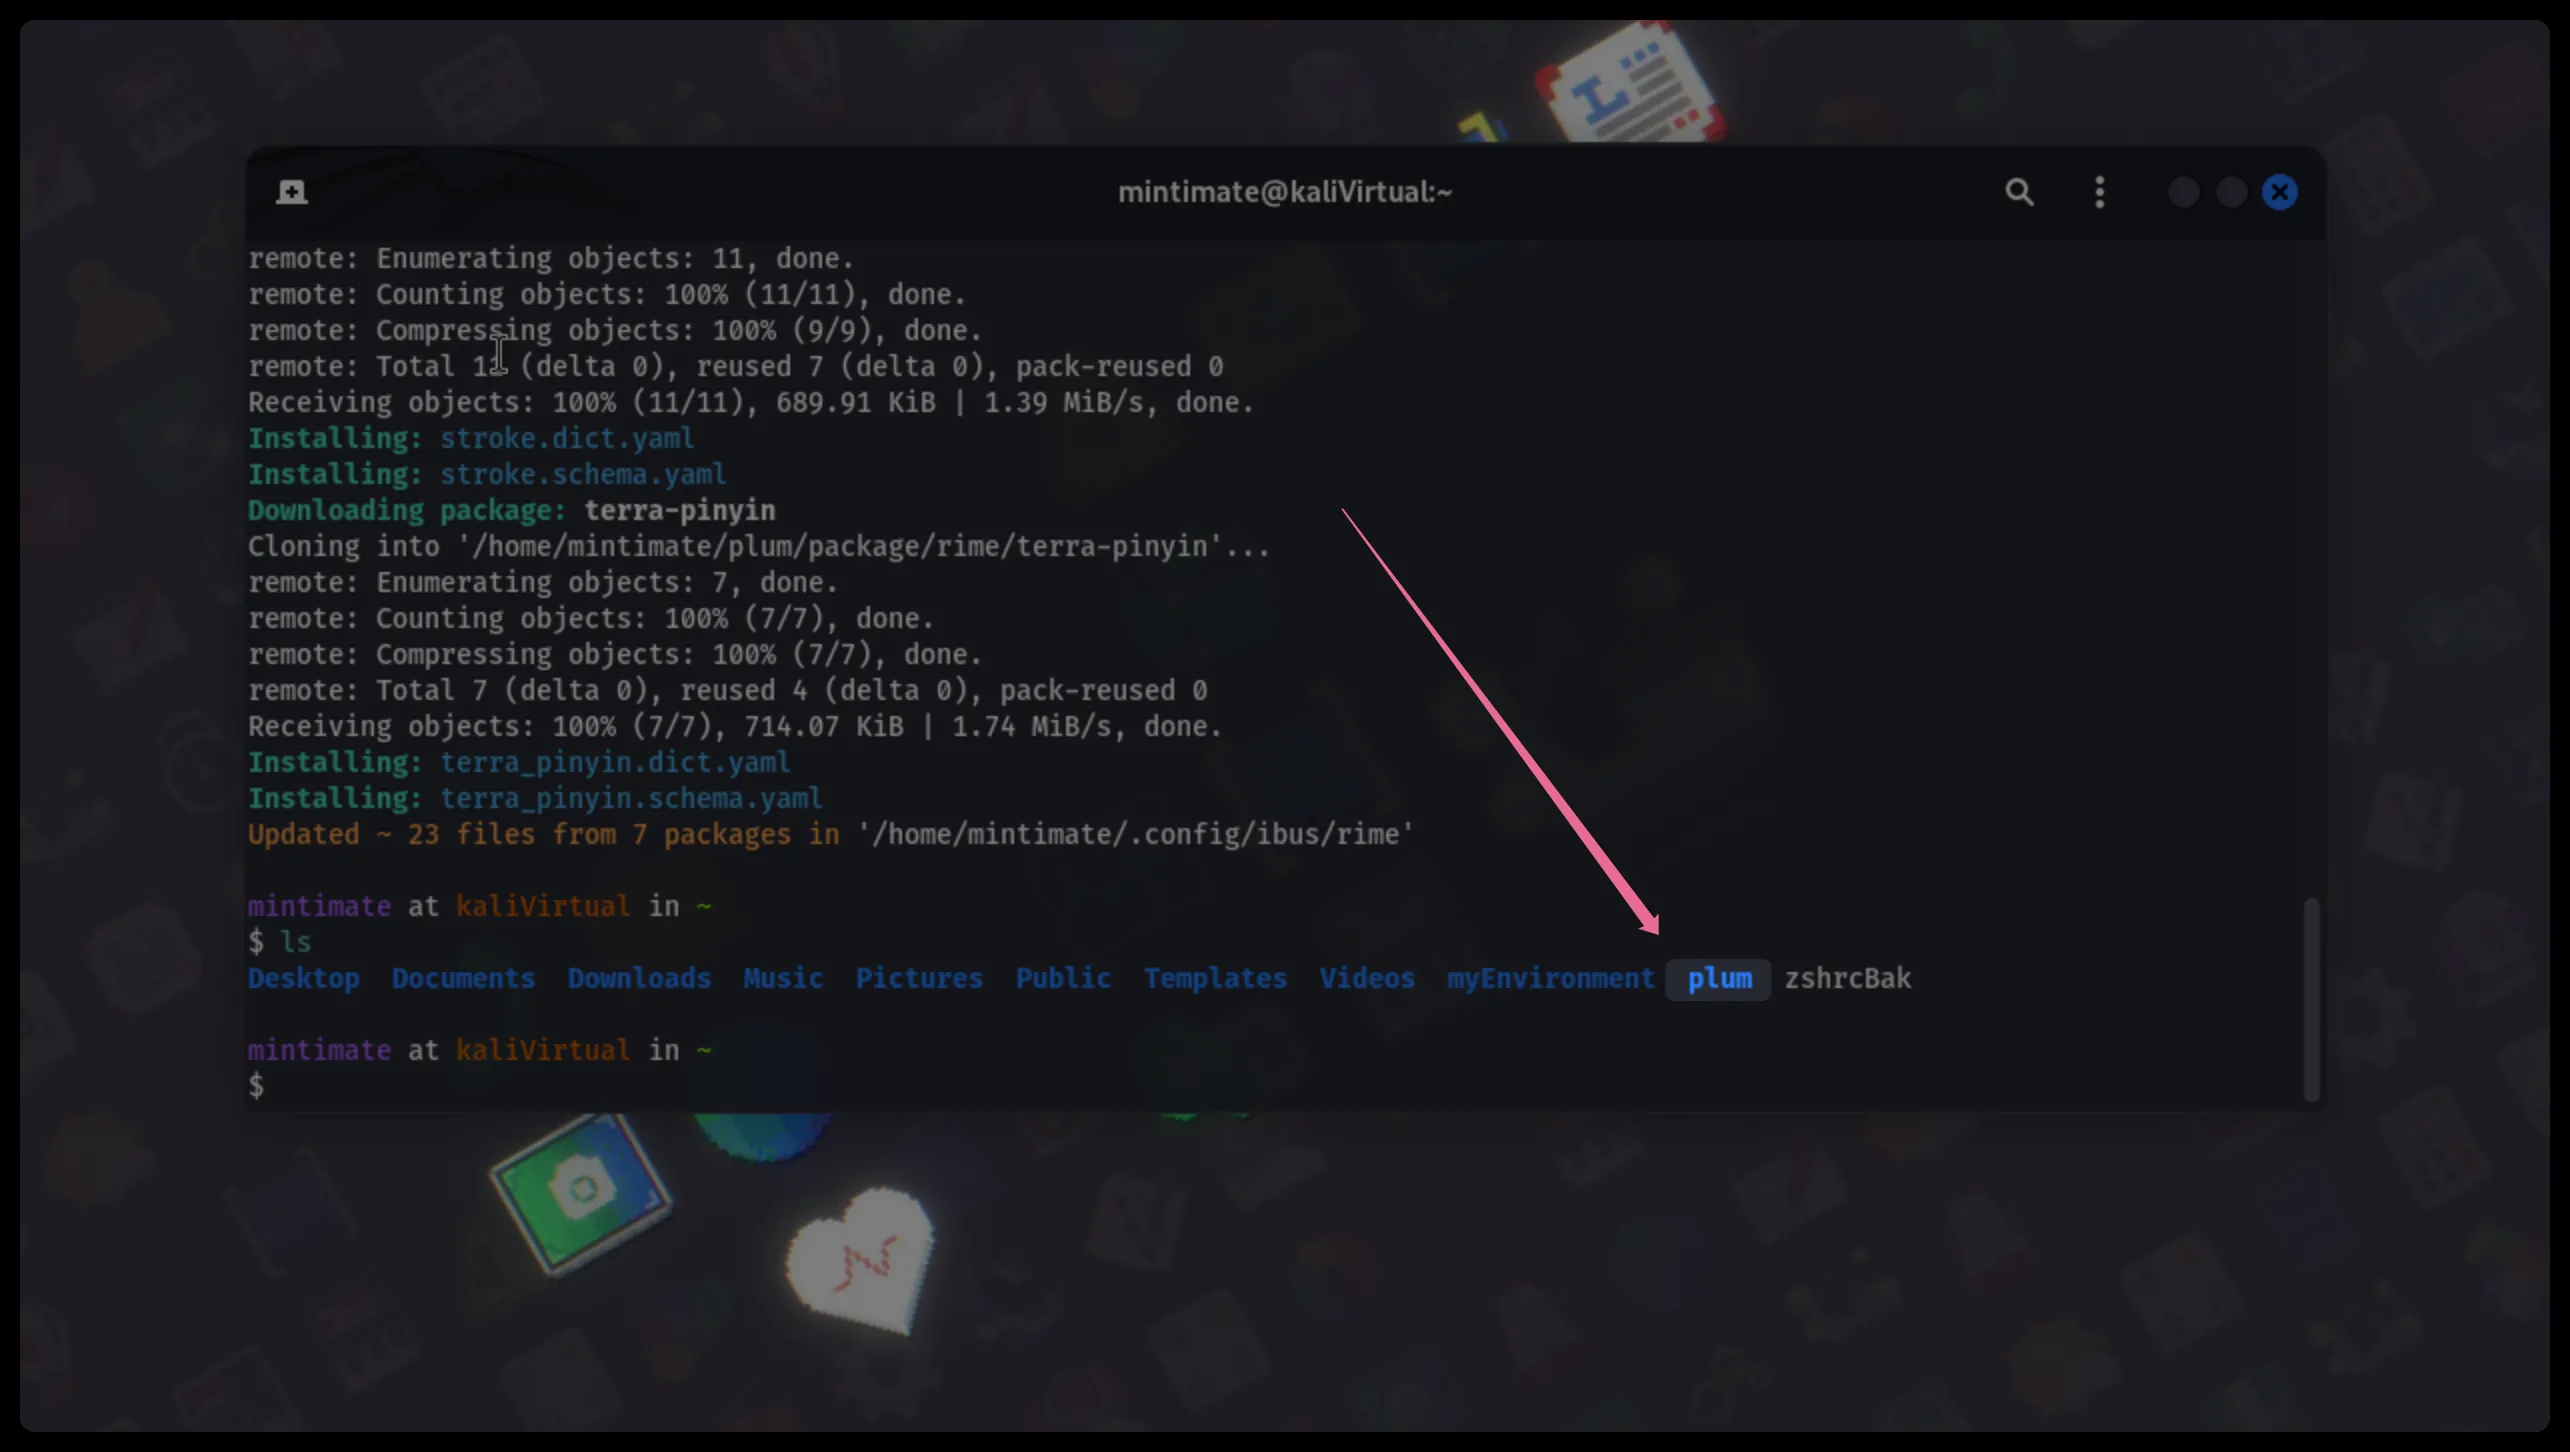 mintimate@kaliVirtual:~
remote: Enumerating objects: 11, done.
remote: Counting objects: 100% (11/11), done.
remote: Compressing objects: 100% (9/9), done.
remote: Total 11 (delta 0), reused 7 (delta 0), pack-reused 0
Receiving objects: 100% (11/11), 689.91 KiB | 1.39 MiB/s, done.
Installing: stroke.dict.yaml
Installing: stroke.schema.yaml
Downloading package: terra-pinyin
Cloning into '/home/mintimate/plum/package/rime/terra-pinyin'...
remote: Enumerating objects: 7, done.
remote: Counting objects: 100% (7/7), done.
remote: Compressing objects: 100% (7/7), done.
remote: Total 7 (delta 0), reused 4 (delta 0), pack-reused 0
Receiving objects: 100% (7/7), 714.07 KiB | 1.74 MiB/s, done.
Installing: terra_pinyin.dict.yaml
Installing: terra_pinyin.schema.yaml
Updated ~ 23 files from 7 packages in '/home/mintimate/.config/ibus/rime'
mintimate at kaliVirtual in ~
$ ls
Desktop Documents Downloads Music Pictures Public Templates Videos myEnvironment plum zshrcBak
mintimate at kaliVirtual in ~
$